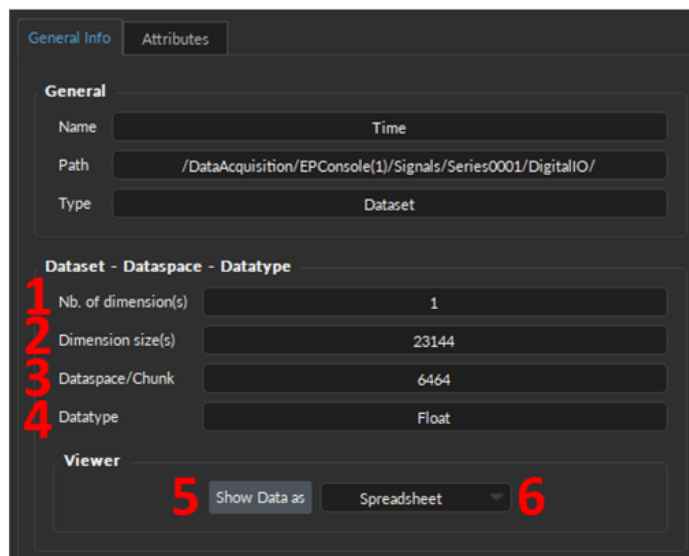 General Info Attributes
General
Name Time
Path /DataAcquisition/EPConsole(1)/Signals/Series0001/DigitalIO/
Type Dataset
Dataset - Dataspace - Datatype
1 Nb. of dimension(s) 1
2 Dimension size(s) 23144
3 Dataspace/Chunk 6464
4 Datatype Float
Viewer
5 Show Data as Spreadsheet 6